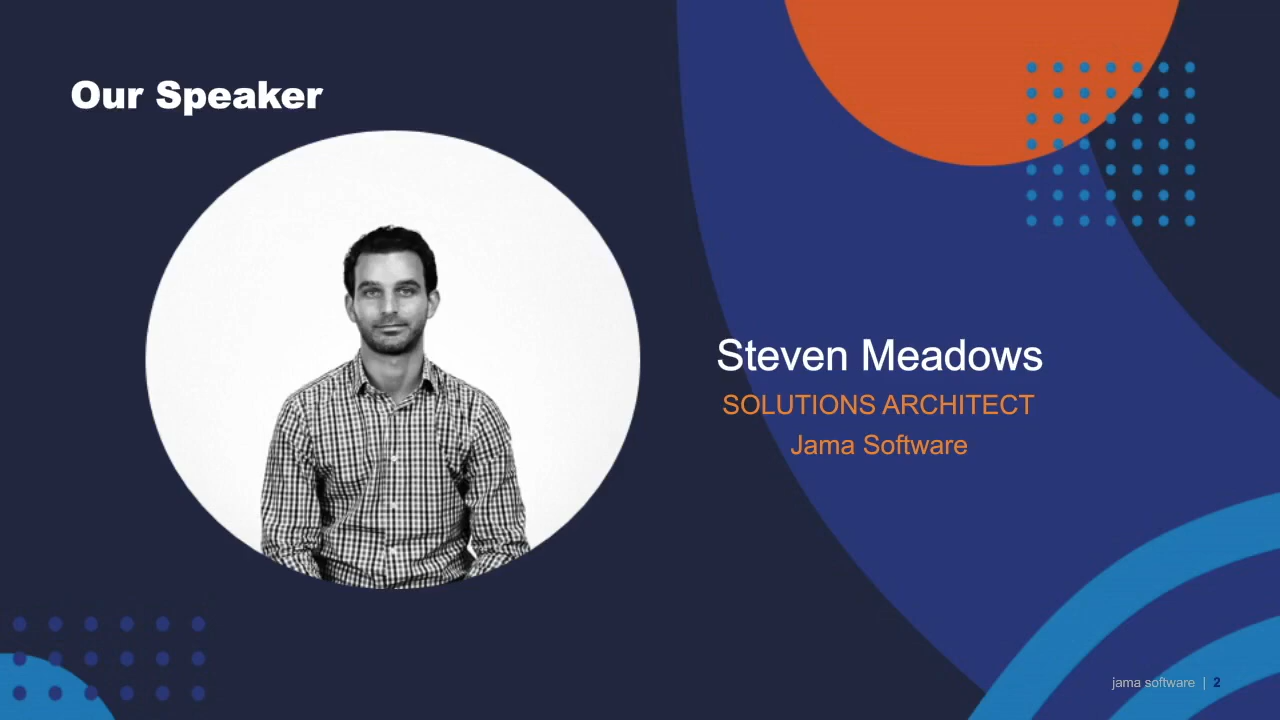 Our Speaker
Steven Meadows
SOLUTIONS ARCHITECT
Jama Software
jama software | 2